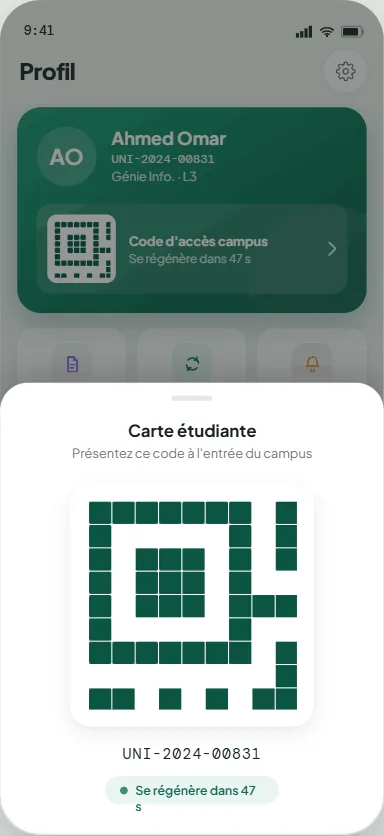 9:41
Profil
AO
Ahmed Omar
UNI-2024-00831
Génie Info. · L3
Code d'accès campus
Se régénère dans 47 s
Carte étudiante
Présentez ce code à l'entrée du campus
UNI-2024-00831
Se régénère dans 47
s